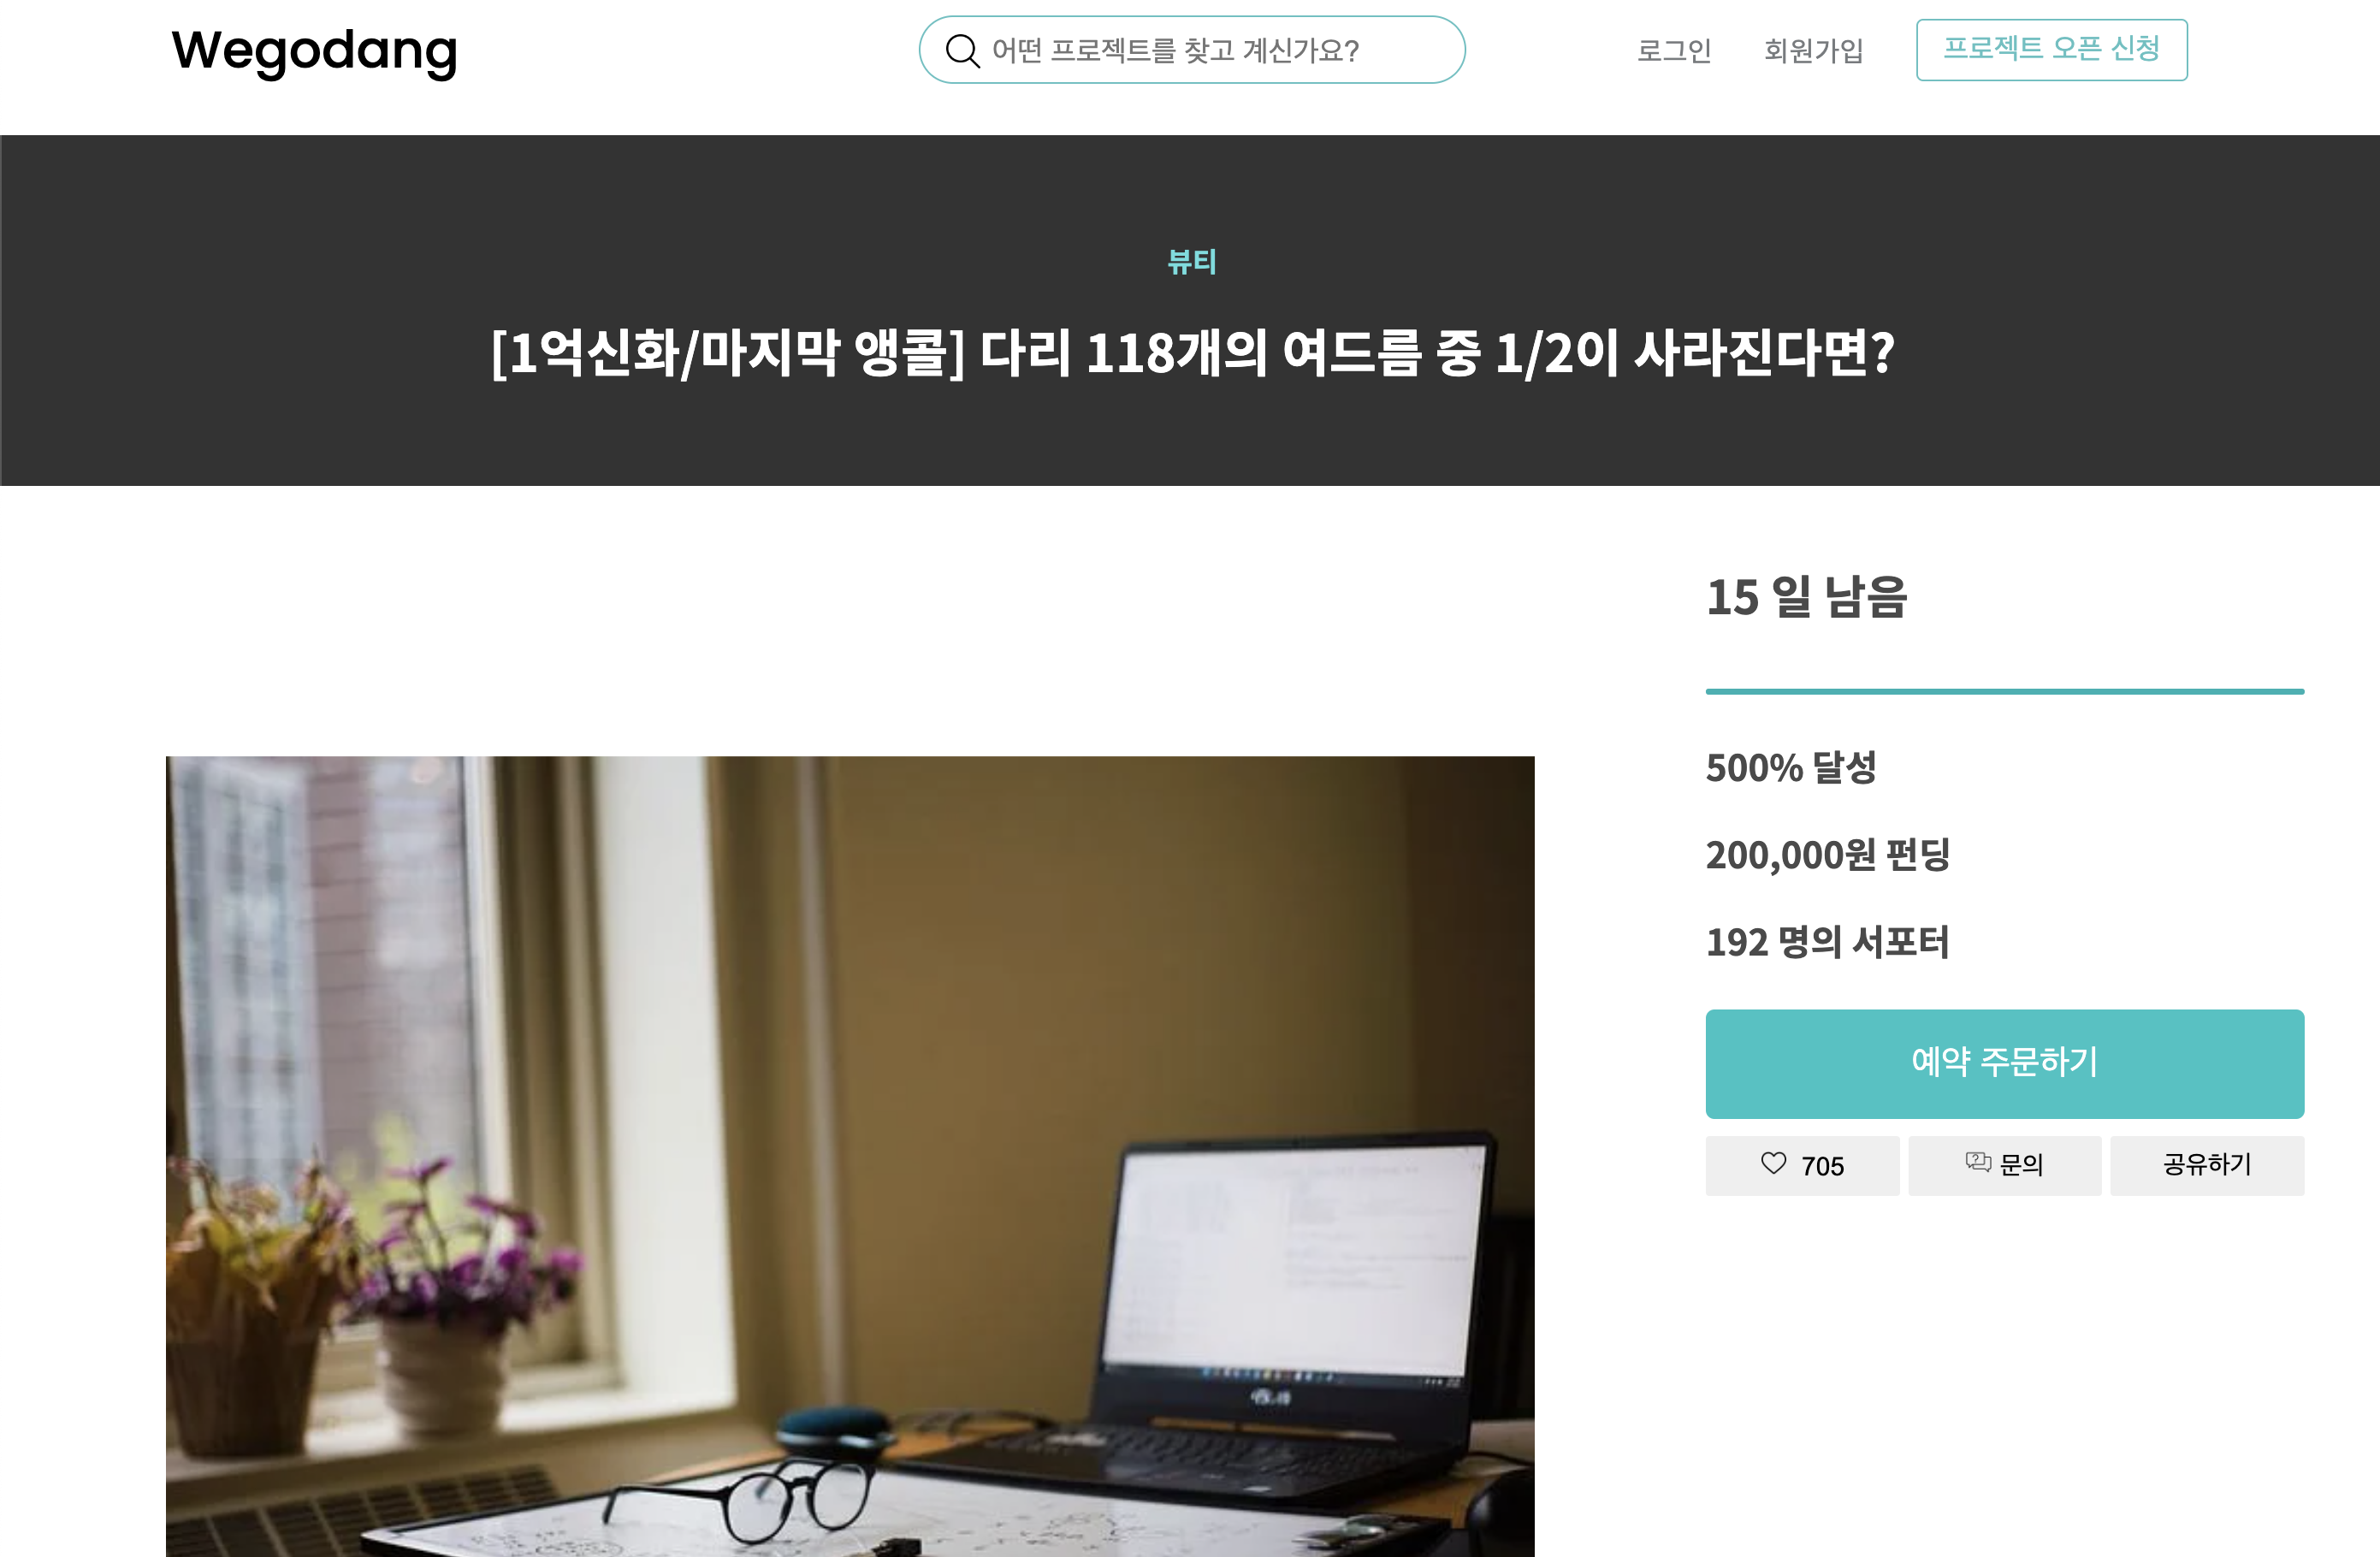 Wegodang
어떤 프로젝트를 찾고 계신가요?
로그인
회원가입
프로젝트 오픈 신청
뷰티
[1억신화/마지막 앵콜] 다리 118개의 여드름 중 1/2이 사라진다면?
15 일 남음
500% 달성
200,000원 펀딩
192 명의 서포터
예약 주문하기
705
문의
공유하기